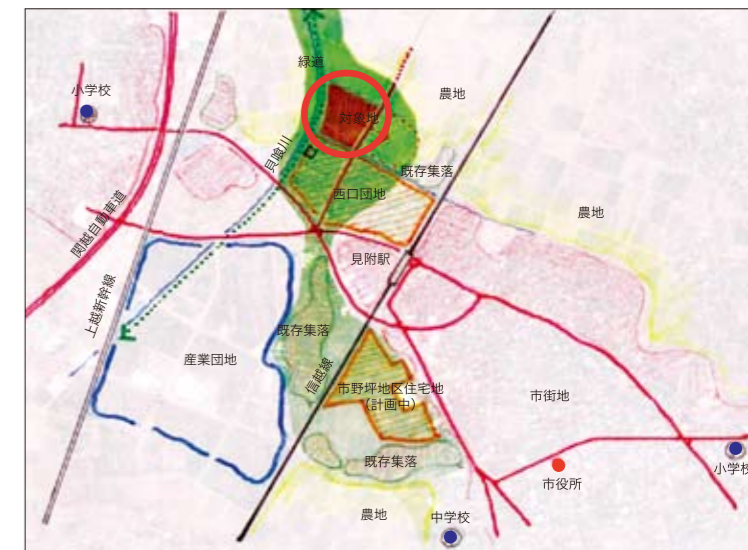 緑道
小学校
対象地
農地
貝喰川
既存集落
西口団地
農地
関越自動車道
見附駅
上越新幹線
既存集落
産業団地
信越線
市野坪地区住宅地
（計画中）
市街地
既存集落
小学校
市役所
農地
中学校